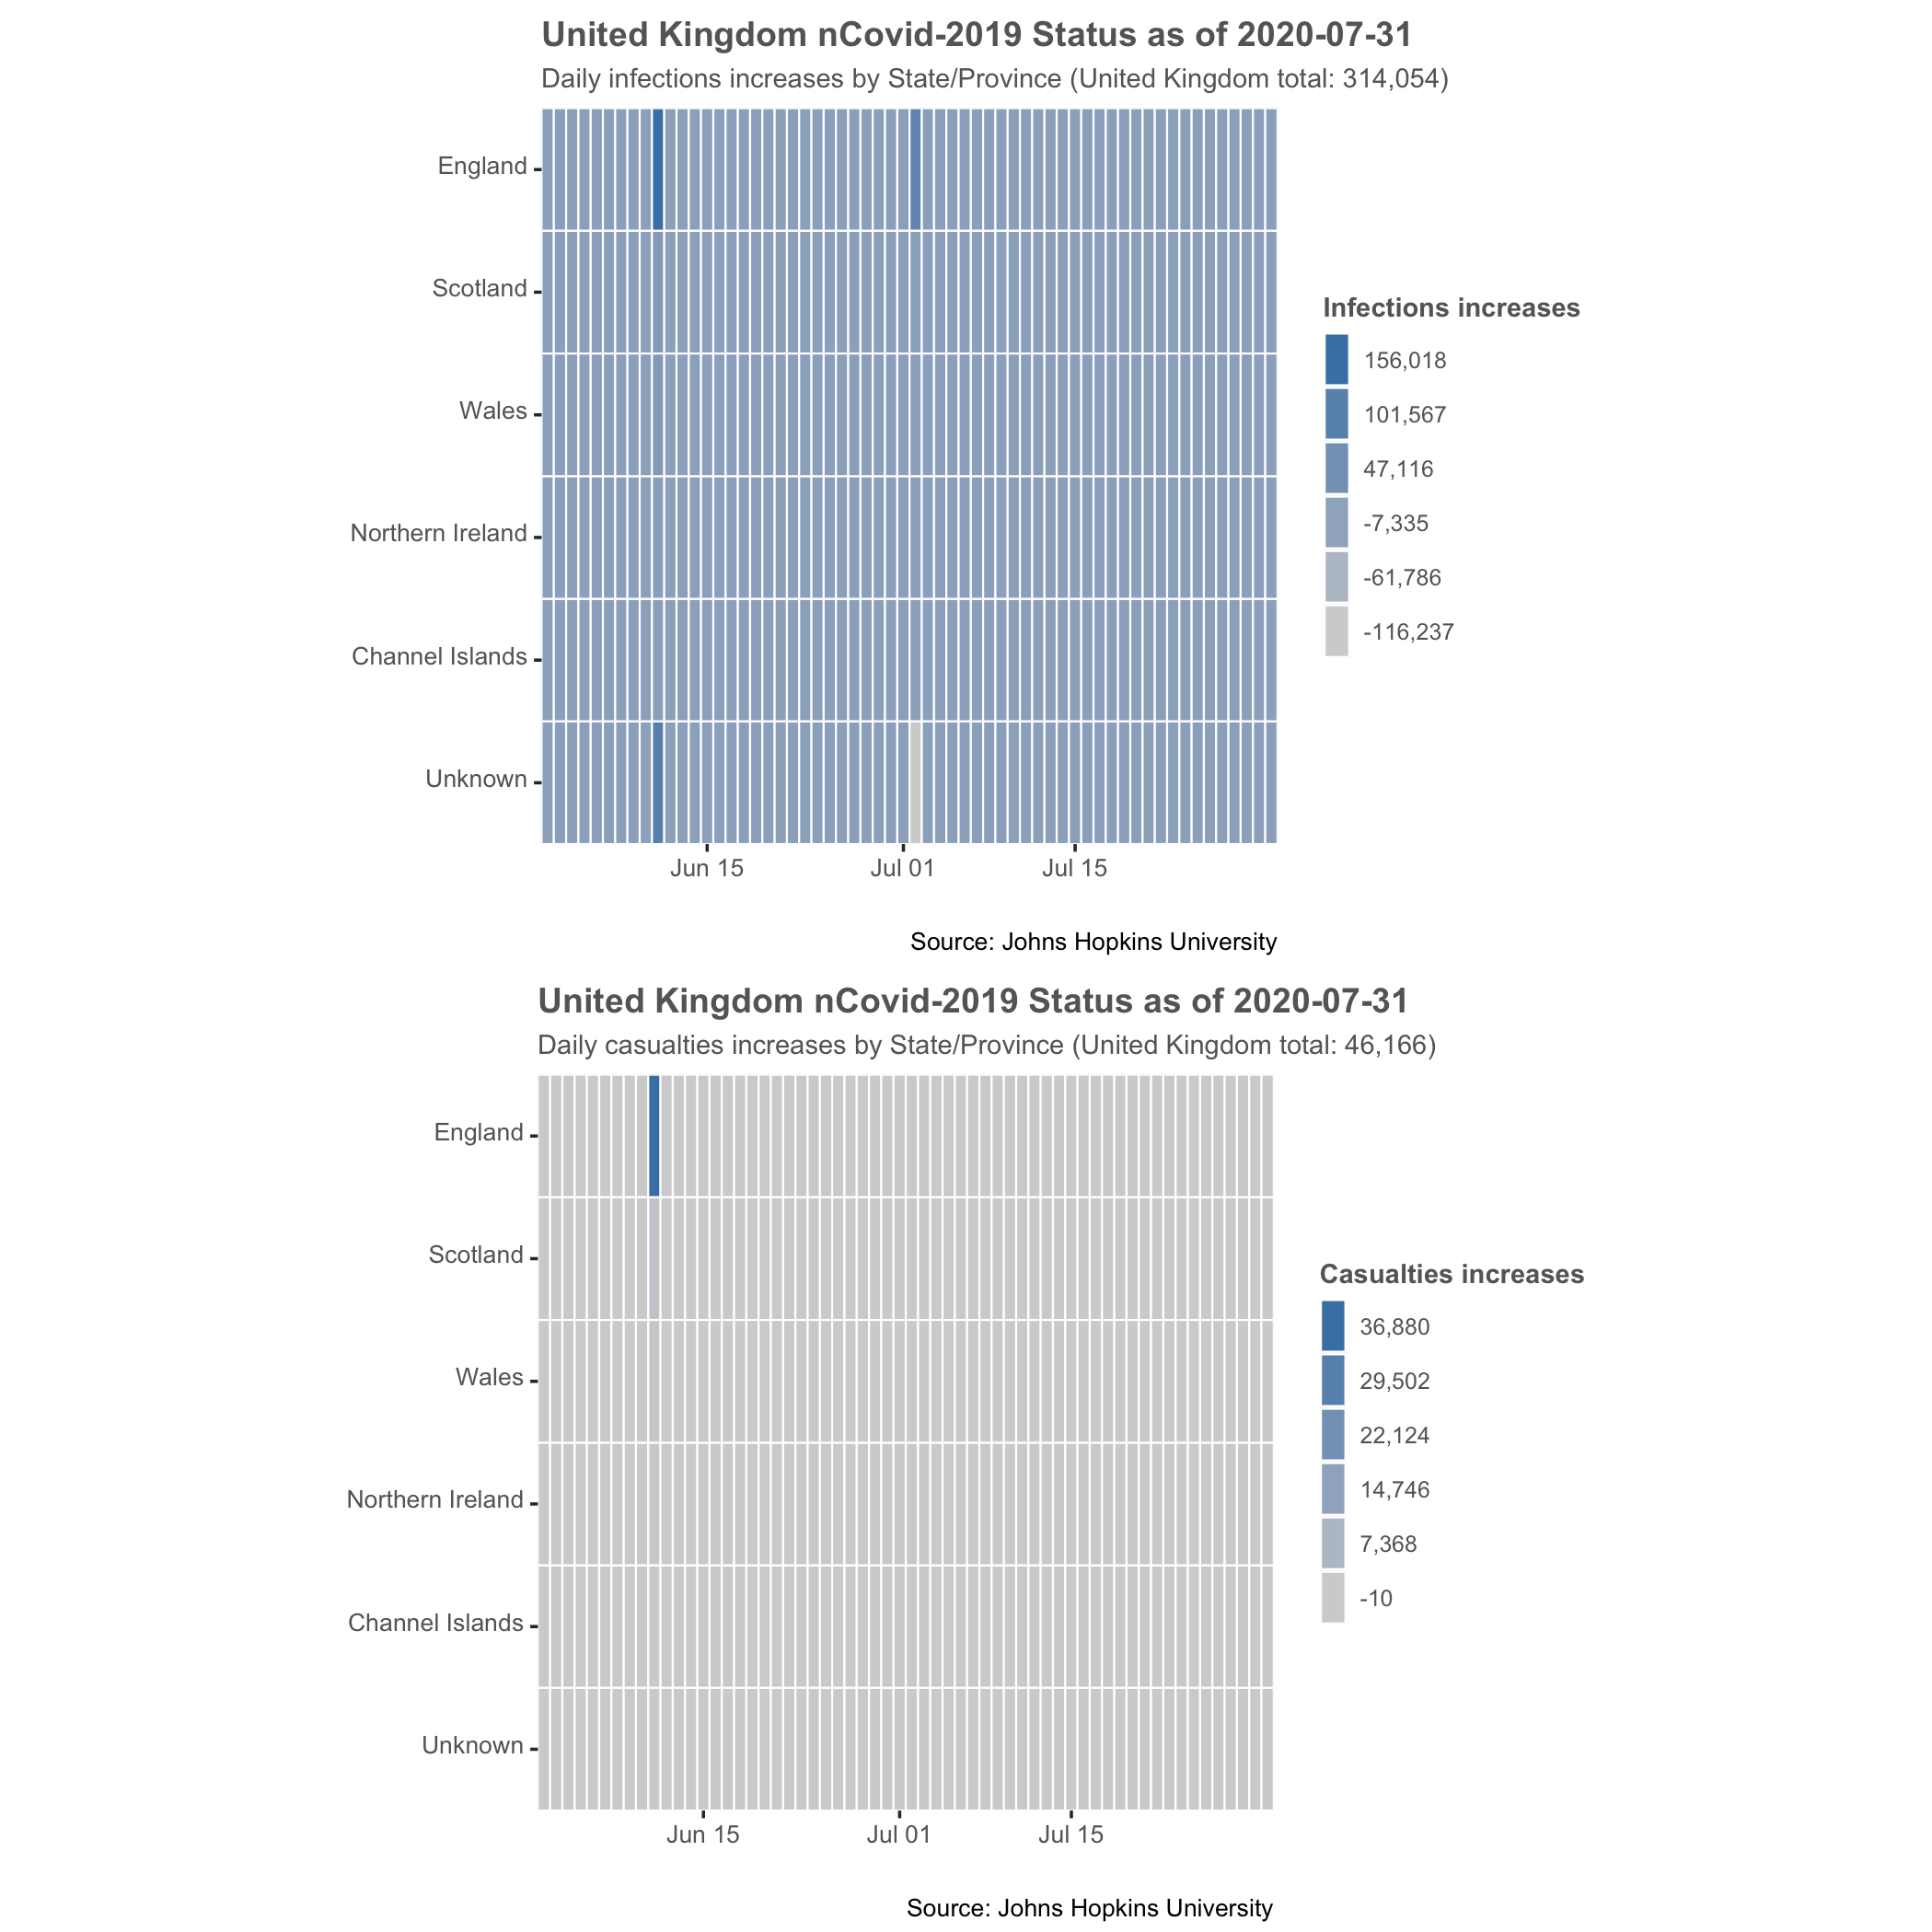 United Kingdom nCovid-2019 Status as of 2020-07-31
Daily infections increases by State/Province (United Kingdom total: 314,054)
England
Scotland
Wales
Northern Ireland
Channel Islands
Unknown
Jun 15
Jul 01
Jul 15
Infections increases
156,018
101,567
47,116
-7,335
-61,786
-116,237
Source: Johns Hopkins University
United Kingdom nCovid-2019 Status as of 2020-07-31
Daily casualties increases by State/Province (United Kingdom total: 46,166)
England
Scotland
Wales
Northern Ireland
Channel Islands
Unknown
Jun 15
Jul 01
Jul 15
Casualties increases
36,880
29,502
22,124
14,746
7,368
-10
Source: Johns Hopkins University